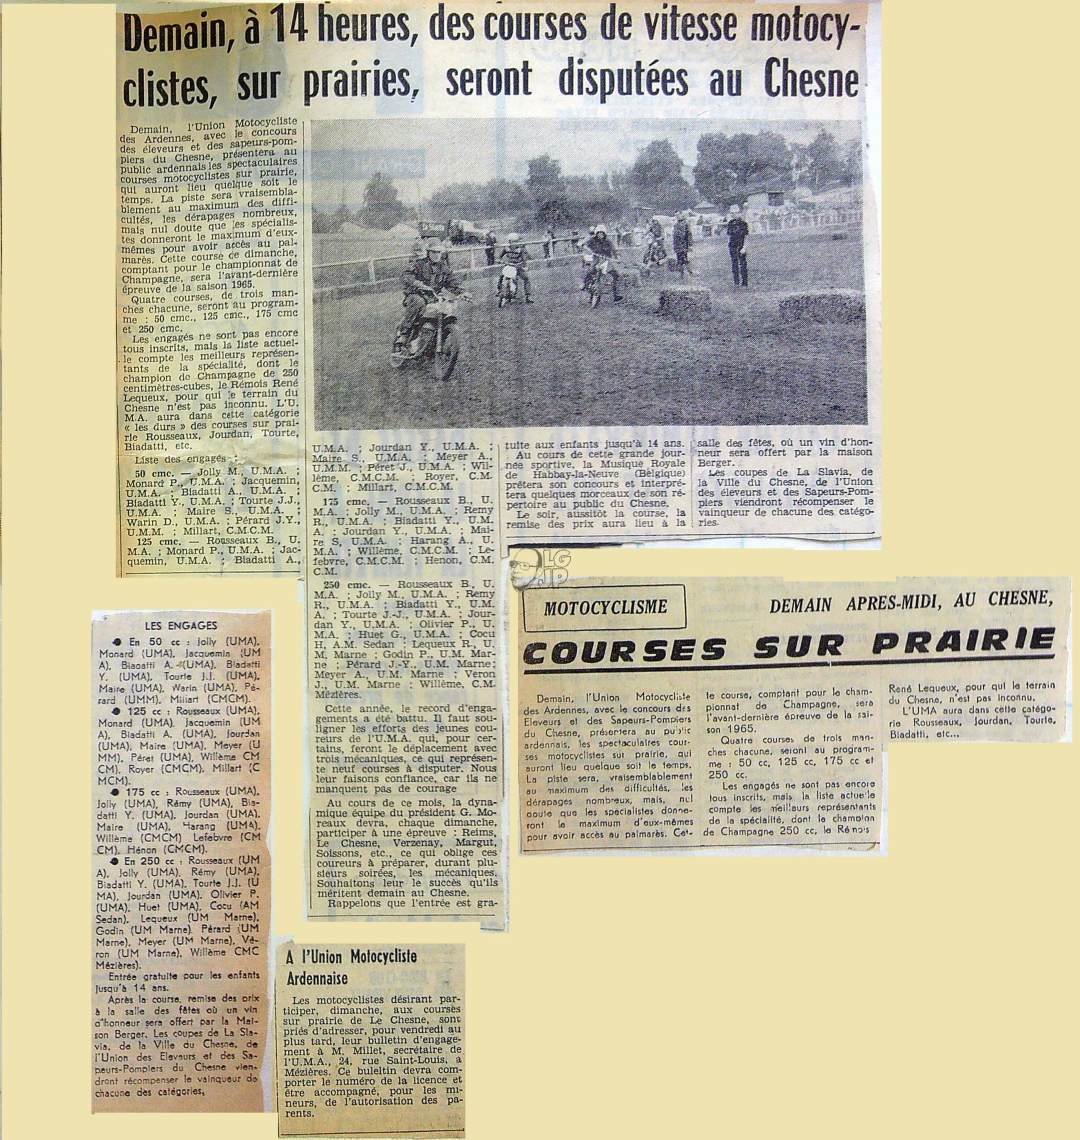 Demain, à 14 heures, des courses de vitesse motocy-
clistes, sur prairies, seront disputées au Chesne
Demain, l'Union Motocycliste
des Ardennes, avec le concours
des éleveurs et des sapeurs-pom-
piers du Chesne, présentera au
public ardennais les spectaculaires
courses motocyclistes sur prairie,
qui auront lieu quelque soit le
temps. La piste sera vraisembla-
blement au maximum des diffi-
cultés, les dérapages nombreux,
mais nul doute que les spécialis-
tes donneront le maximum d'eux-
mêmes pour avoir accès au pal-
marès. Cette course de dimanche,
comptant pour le championnat de
Champagne, sera l'avant-dernière
épreuve de la saison 1965.
Quatre courses, de trois man-
ches chacune, seront au program-
me : 50 cmc., 125 cmc., 175 cmc
et 250 cmc.
Les engagés ne sont pas encore
tous inscrits, mais la liste actuel-
le compte les meilleurs représen-
tants de la spécialité, dont le
champion de Champagne de 250
centimètres-cubes, le Rémois René
Lequeux, pour qui le terrain du
Chesne n'est pas inconnu. L'U.
M.A. aura dans cette catégorie
« les durs » des courses sur prai-
rie Rousseaux, Jourdan, Tourte,
Biadatti, etc.
Liste des engagés :
50 cmc. — Jolly M., U.M.A. ;
Monard P., U.M.A. ; Jacquemin,
U.M.A. ; Biadatti A., U.M.A. ;
Biadatti Y., U.M.A. ; Tourte J.J.,
U.M.A. ; Maire S., U.M.A. ;
Warin D., U.M.A. ; Pérard J.Y.,
U.M.M. ; Millart, C.M.C.M.
125 cmc. — Rousseaux B., U.
M.A. ; Monard P., U.M.A. ; Jac-
quemin, U.M.A. ; Biadatti A.,
U.M.A. ; Jourdan Y., U.M.A. ;
Maire S., U.M.A. ; Meyer A.,
U.M.M. ; Péret J., U.M.A. ; Wil-
lème, C.M.C.M. ; Royer, C.M.
C.M. ; Millart, C.M.C.M.
175 cmc. — Rousseaux B., U.
M.A. ; Jolly M., U.M.A. ; Remy
R., U.M.A. ; Biadatti Y., U.M.
A. ; Jourdan Y., U.M.A. ; Mai-
re S, U.M.A. ; Harang A., U.
M.A. ; Willème, C.M.C.M. ; Le-
febvre, C.M.C.M. ; Henon, C.M.
C.M.
250 cmc. — Rousseaux B, U.
M.A. ; Jolly M., U.M.A. ; Remy
R., U.M.A. ; Biadatti Y., U.M.
A. ; Tourte J.-J., U.M.A. ; Jour-
dan Y., U.M.A. ; Olivier P., U.
M.A. ; Huet G., U.M.A. ; Cocu
H, A.M. Sedan ; Lequeux R., U.
M. Marne ; Godin P., U.M. Mar-
ne ; Pérard J.-Y., U.M. Marne ;
Meyer A., U.M. Marne ; Véron
J., U.M. Marne ; Willème, C.M.
Mézières.
Cette année, le record d'enga-
gements a été battu. Il faut sou-
ligner les efforts des jeunes cou-
reurs de l'U.M.A. qui, pour cer-
tains, feront le déplacement avec
trois mécaniques, ce qui représen-
te neuf courses à disputer. Nous
leur faisons confiance, car ils ne
manquent pas de courage
Au cours de ce mois, la dyna-
mique équipe du président G. Mo-
reaux devra, chaque dimanche,
participer à une épreuve : Reims,
Le Chesne, Verzenay, Margut,
Soissons, etc., ce qui oblige ces
coureurs à préparer, durant plu-
sieurs soirées, les mécaniques.
Souhaitons leur le succès qu'ils
méritent demain au Chesne.
Rappelons que l'entrée est gra-
tuite aux enfants jusqu'à 14 ans.
Au cours de cette grande jour-
née sportive, la Musique Royale
de Habbay-la-Neuve (Belgique)
prêtera son concours et interpré-
tera quelques morceaux de son ré-
pertoire au public du Chesne.
Le soir, aussitôt la course, la
remise des prix aura lieu à la
salle des fêtes, où un vin d'hon-
neur sera offert par la maison
Berger.
Les coupes de La Slavia, de
la Ville du Chesne, de l'Union
des éleveurs et des Sapeurs-Pom-
piers viendront récompenser le
vainqueur de chacune des catégo-
ries.
LG
JP
MOTOCYCLISME
DEMAIN APRES-MIDI, AU CHESNE,
COURSES SUR PRAIRIE
Demain, l'Union Motocycliste
des Ardennes, avec le concours des
Eleveurs et des Sapeurs-Pompiers
du Chesne, présentera au public
ardennais, les spectaculaires cour-
ses motocyclistes sur prairie, qui
auront lieu quelque soit le temps.
La piste sera, vraisemblablement
au maximum des difficultés, les
dérapages nombreux, mais, nul
doute que les spécialistes donne-
ront le maximum d'eux-mêmes
pour avoir accès au palmarès. Cet-
te course, comptant pour le cham-
pionnat de Champagne, sera
l'avant-dernière épreuve de la sai-
son 1965.
Quatre courses de trois man-
ches chacune, seront au program-
me : 50 cc, 125 cc, 175 cc et
250 cc.
Les engagés ne sont pas encore
tous inscrits, mais la liste actuelle
compte les meilleurs représentants
de la spécialité, dont le champion
de Champagne 250 cc, le Rémois
René Lequeux, pour qui le terrain
du Chesne, n'est pas inconnu.
L'UMA aura dans cette catégo-
rie Rousseaux, Jourdan, Tourte,
Biadatti, etc...
LES ENGAGES
● En 50 cc : Jolly (UMA),
Monard (UMA), Jacquemin (UM
A), Biadatti A. (UMA), Biadatti
Y. (UMA), Tourte J.J. (UMA),
Maire (UMA), Warin (UMA), Pé-
rard (UMM), Millart (CMCM).
● 125 cc : Rousseaux (UMA),
Monard (UMA), Jacquemin (UM
A), Biadatti A. (UMA), Jourdan
(UMA), Maire (UMA), Meyer (U
MM), Péret (UMA), Willème CM
CM), Royer (CMCM), Millart (C
MCM).
● 175 cc : Rousseaux (UMA),
Jolly (UMA), Rémy (UMA), Bia-
datti Y. (UMA), Jourdan (UMA),
Maire (UMA), Harang (UMA),
Willème (CMCM) Lefebvre (CM
CM), Hénon (CMCM).
● En 250 cc : Rousseaux (UM
A), Jolly (UMA), Rémy (UMA),
Biadatti Y. (UMA), Tourte J.J. (U
MA), Jourdan (UMA), Olivier P.
(UMA), Huet (UMA), Cocu (AM
Sedan), Lequeux (UM Marne),
Godin (UM Marne), Pérard (UM
Marne), Meyer (UM Marne), Vé-
ron (UM Marne), Willème CMC
Mézières).
Entrée gratuite pour les enfants
jusqu'à 14 ans.
Après la course, remise des prix
à la salle des fêtes où un vin
d'honneur sera offert par la Mai-
son Berger. Les coupes de La Sla-
via, de la Ville du Chesne, de
l'Union des Eleveurs et des Sa-
peurs-Pompiers du Chesne vien-
dront récompenser le vainqueur de
chacune des catégories.
A l'Union Motocycliste
Ardennaise
Les motocyclistes désirant par-
ticiper, dimanche, aux courses
sur prairie de Le Chesne, sont
priés d'adresser, pour vendredi au
plus tard, leur bulletin d'engage-
ment à M. Millet, secrétaire de
l'U.M.A., 24, rue Saint-Louis, a
Mézières. Ce buleltin devra com-
porter le numéro de la licence et
être accompagné, pour les mi-
neurs, de l'autorisation des pa-
rents.